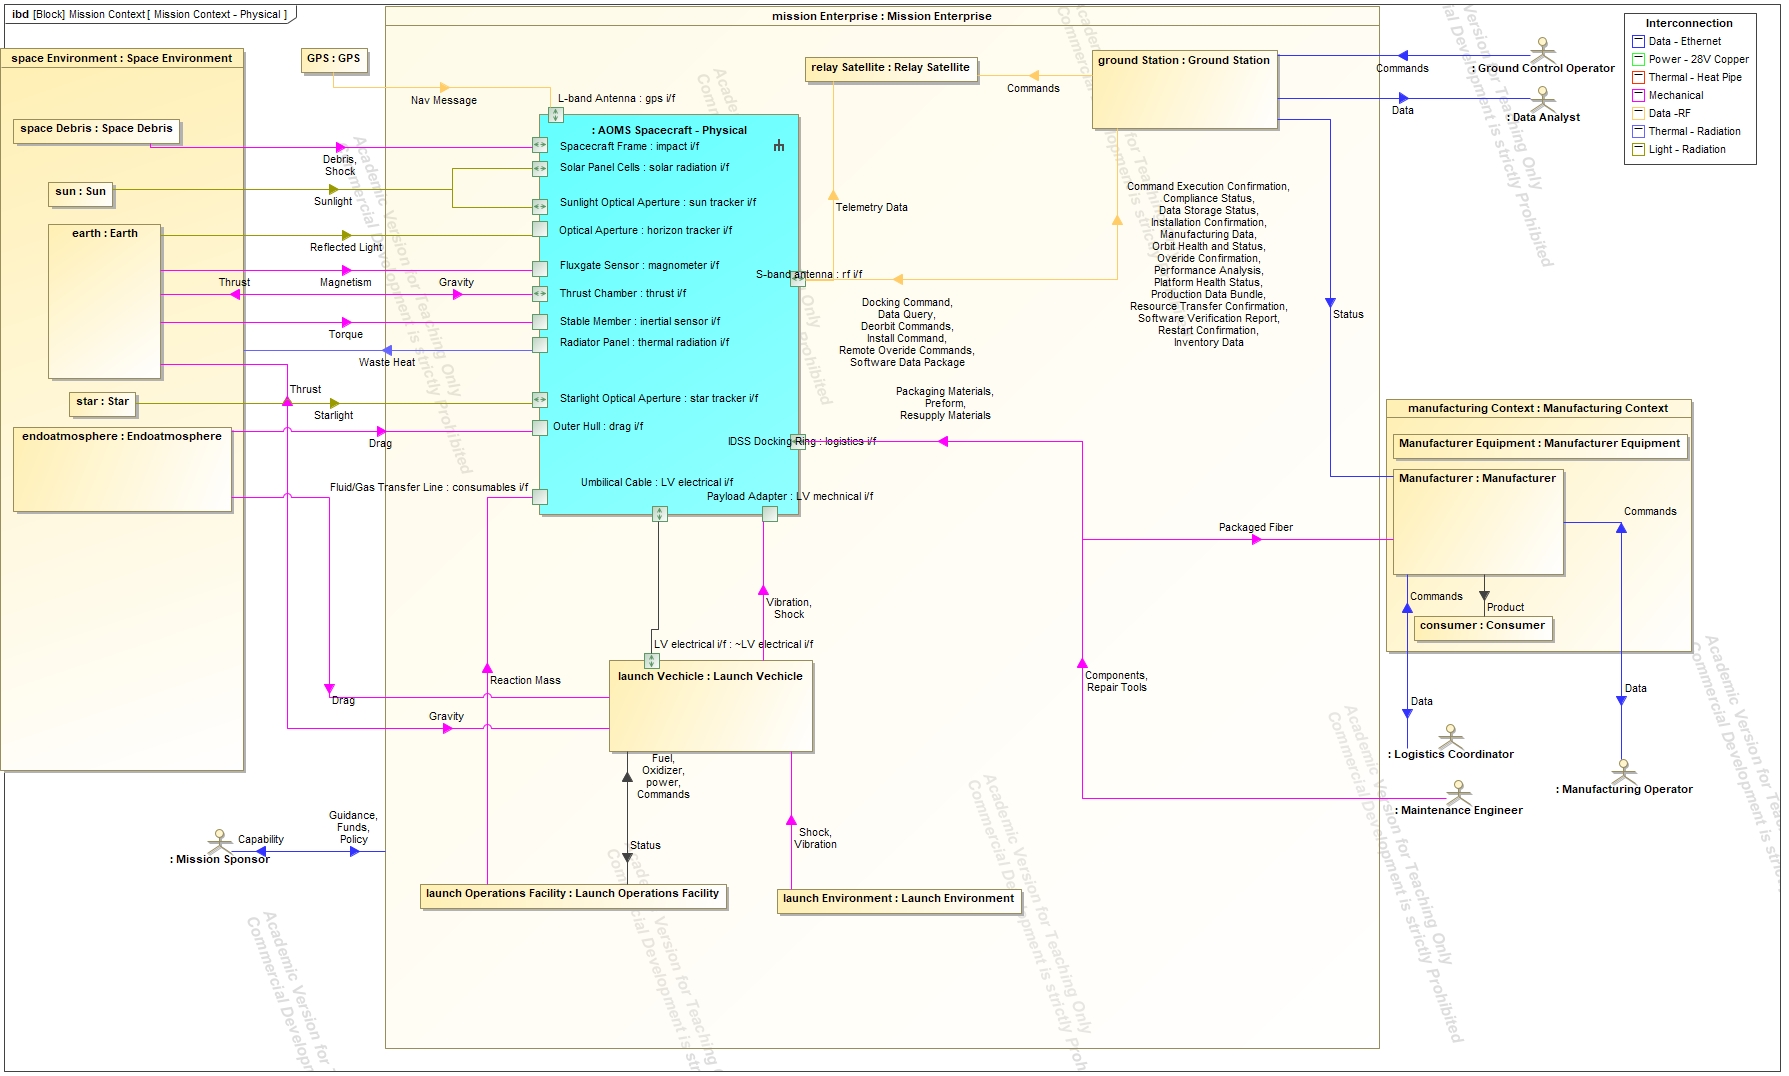 ibd [Block] Mission Context [ Mission Context - Physical ]
mission Enterprise : Mission Enterprise
Interconnection
Data - Ethernet
Power - 28V Copper
Thermal - Heat Pipe
Mechanical
Data -RF
Thermal - Radiation
Light - Radiation
space Environment : Space Environment
GPS : GPS
Nav Message
L-band Antenna : gps i/f
relay Satellite : Relay Satellite
Commands
ground Station : Ground Station
Commands
: Ground Control Operator
Data
: Data Analyst
space Debris : Space Debris
Debris,
Shock
sun : Sun
Sunlight
earth : Earth
Reflected Light
Magnetism
Thrust
Gravity
Torque
Waste Heat
Thrust
star : Star
Starlight
endoatmosphere : Endoatmosphere
Drag
: AOMS Spacecraft - Physical
Spacecraft Frame : impact i/f
Solar Panel Cells : solar radiation i/f
Sunlight Optical Aperture : sun tracker i/f
Optical Aperture : horizon tracker i/f
Fluxgate Sensor : magnometer i/f
Thrust Chamber : thrust i/f
Stable Member : inertial sensor i/f
Radiator Panel : thermal radiation i/f
Starlight Optical Aperture : star tracker i/f
Outer Hull : drag i/f
Fluid/Gas Transfer Line : consumables i/f
Umbilical Cable : LV electrical i/f
Payload Adapter : LV mechnical i/f
S-band antenna : rf i/f
IDSS Docking Ring : logistics i/f
Telemetry Data
Command Execution Confirmation,
Compliance Status,
Data Storage Status,
Installation Confirmation,
Manufacturing Data,
Orbit Health and Status,
Overide Confirmation,
Performance Analysis,
Platform Health Status,
Production Data Bundle,
Resource Transfer Confirmation,
Software Verification Report,
Restart Confirmation,
Inventory Data
Docking Command,
Data Query,
Deorbit Commands,
Install Command,
Remote Overide Commands,
Software Data Package
Status
Packaging Materials,
Preform,
Resupply Materials
manufacturing Context : Manufacturing Context
Manufacturer Equipment : Manufacturer Equipment
Manufacturer : Manufacturer
Commands
Packaged Fiber
Commands
Product
consumer : Consumer
Data
Data
: Logistics Coordinator
: Manufacturing Operator
: Maintenance Engineer
Components,
Repair Tools
Vibration,
Shock
LV electrical i/f : ~LV electrical i/f
launch Vechicle : Launch Vechicle
Reaction Mass
Drag
Gravity
Fuel,
Oxidizer,
power,
Commands
Status
Shock,
Vibration
launch Operations Facility : Launch Operations Facility
launch Environment : Launch Environment
: Mission Sponsor
Capability
Guidance,
Funds,
Policy
Academic Version for Teaching Only
Commercial Development is strictly Prohibited